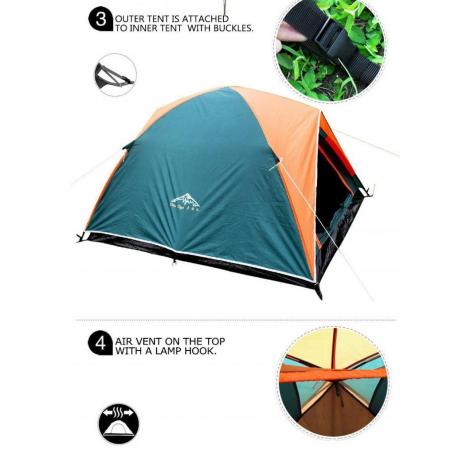 3
OUTER TENT IS ATTACHED
TO INNER TENT WITH BUCKLES.
4
AIR VENT ON THE TOP
WITH A LAMP HOOK.